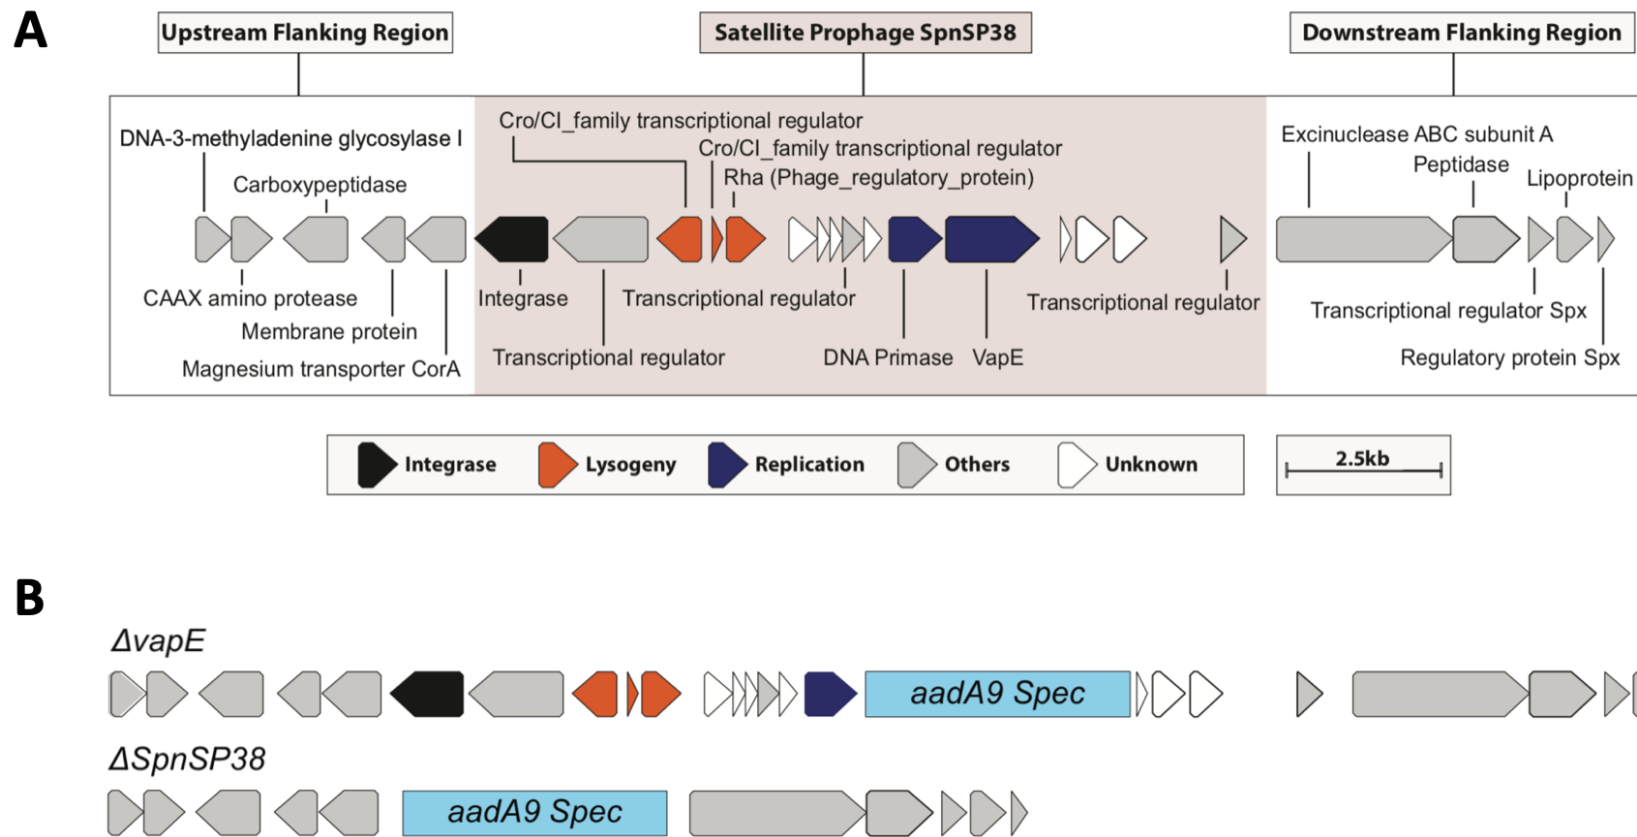 A
Upstream Flanking Region
Satellite Prophage SpnSP38
Downstream Flanking Region
Cro/CI_family transcriptional regulator
DNA-3-methyladenine glycosylase I
Cro/CI_family transcriptional regulator
Excinuclease ABC subunit A
Carboxypeptidase
Rha (Phage_regulatory_protein)
Peptidase
Lipoprotein
CAAX amino protease
Integrase
Transcriptional regulator
Transcriptional regulator
Transcriptional regulator Spx
Membrane protein
Magnesium transporter CorA
Transcriptional regulator
DNA Primase
VapE
Regulatory protein Spx
Integrase
Lysogeny
Replication
Others
Unknown
2.5kb
B
ΔvapE
aadA9 Spec
ΔSpnSP38
aadA9 Spec